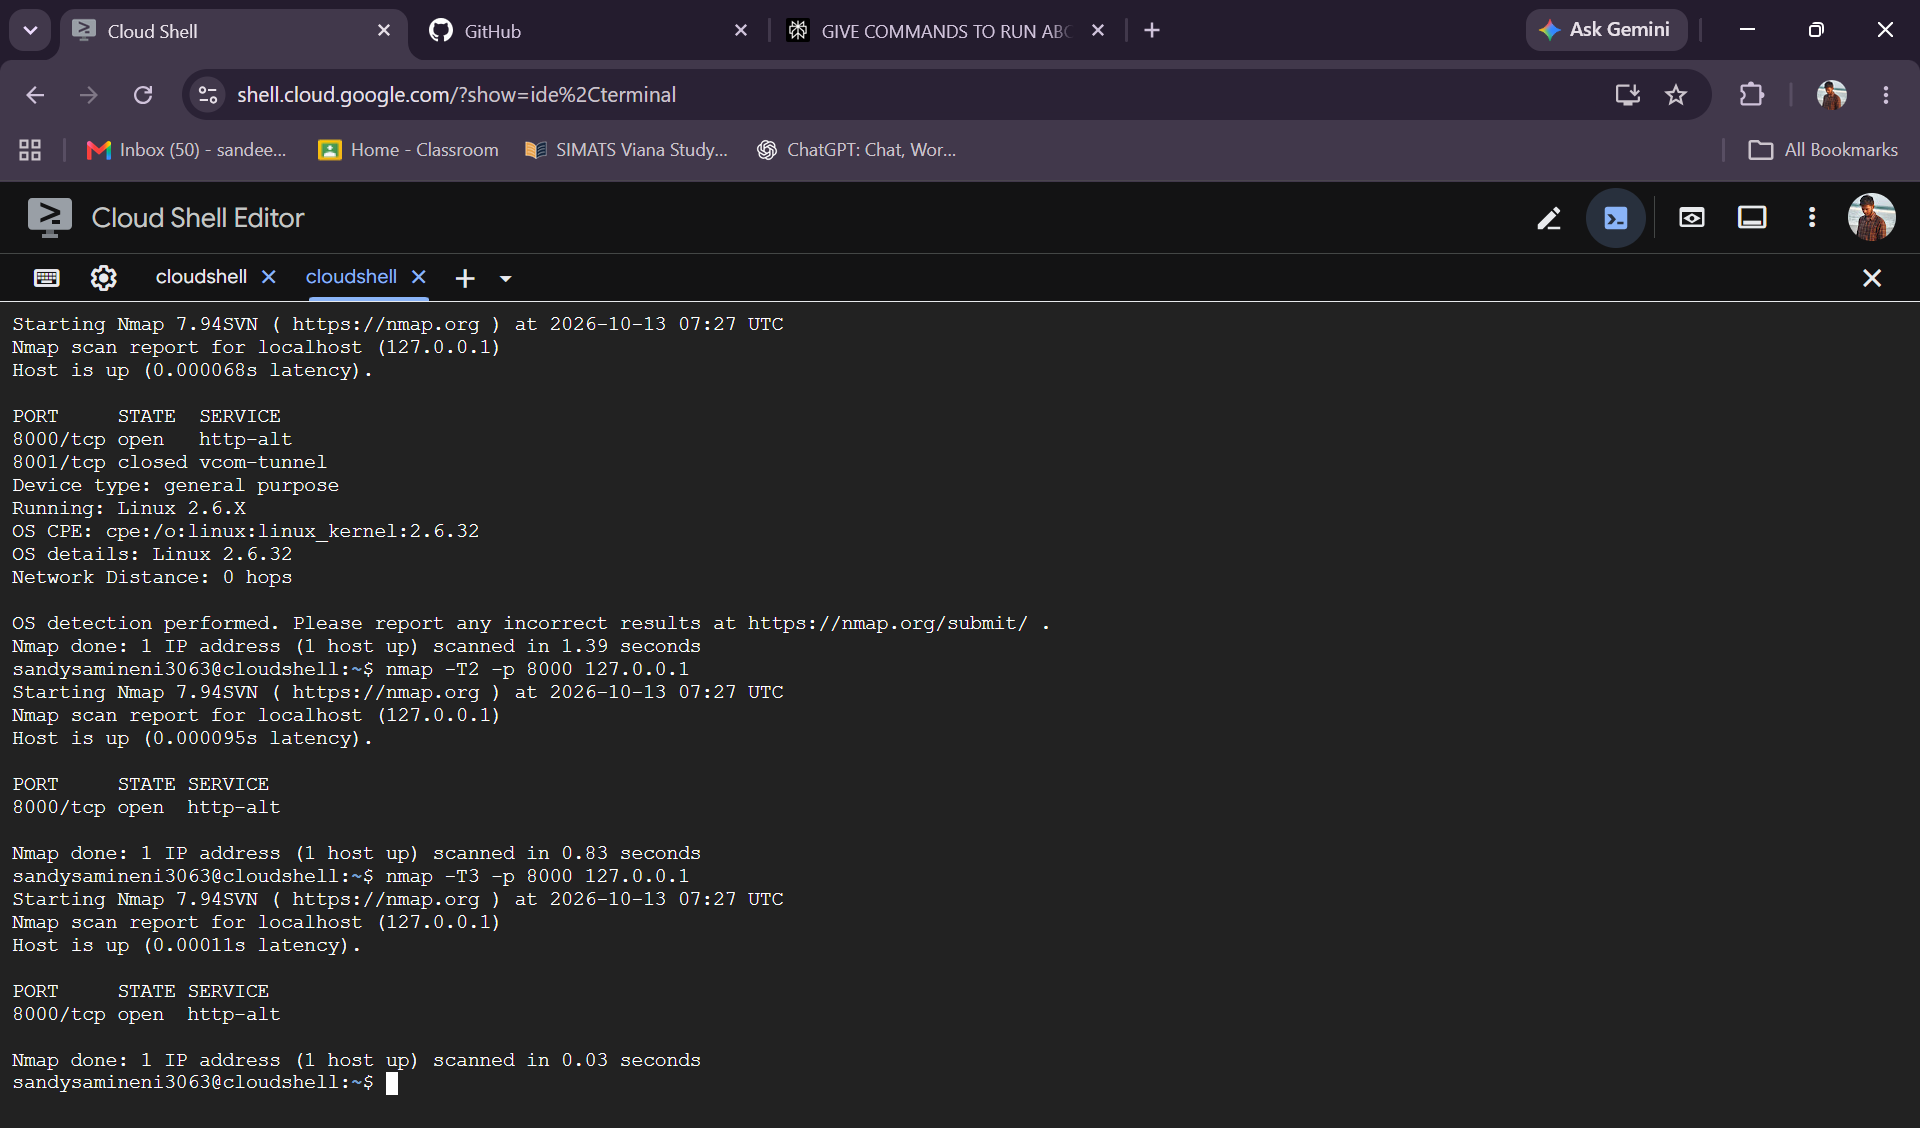 Cloud Shell
GitHub
GIVE COMMANDS TO RUN ABO
Ask Gemini
shell.cloud.google.com/?show=ide%2Cterminal
Inbox (50) - sandee...
Home - Classroom
SIMATS Viana Study...
ChatGPT: Chat, Wor...
All Bookmarks
Cloud Shell Editor
cloudshell
cloudshell
Starting Nmap 7.94SVN ( https://nmap.org ) at 2026-10-13 07:27 UTC
Nmap scan report for localhost (127.0.0.1)
Host is up (0.000068s latency).
PORT     STATE  SERVICE
8000/tcp open   http-alt
8001/tcp closed vcom-tunnel
Device type: general purpose
Running: Linux 2.6.X
OS CPE: cpe:/o:linux:linux_kernel:2.6.32
OS details: Linux 2.6.32
Network Distance: 0 hops
OS detection performed. Please report any incorrect results at https://nmap.org/submit/ .
Nmap done: 1 IP address (1 host up) scanned in 1.39 seconds
sandysamineni3063@cloudshell:~$ nmap -T2 -p 8000 127.0.0.1
Starting Nmap 7.94SVN ( https://nmap.org ) at 2026-10-13 07:27 UTC
Nmap scan report for localhost (127.0.0.1)
Host is up (0.000095s latency).
PORT     STATE SERVICE
8000/tcp open  http-alt
Nmap done: 1 IP address (1 host up) scanned in 0.83 seconds
sandysamineni3063@cloudshell:~$ nmap -T3 -p 8000 127.0.0.1
Starting Nmap 7.94SVN ( https://nmap.org ) at 2026-10-13 07:27 UTC
Nmap scan report for localhost (127.0.0.1)
Host is up (0.00011s latency).
PORT     STATE SERVICE
8000/tcp open  http-alt
Nmap done: 1 IP address (1 host up) scanned in 0.03 seconds
sandysamineni3063@cloudshell:~$